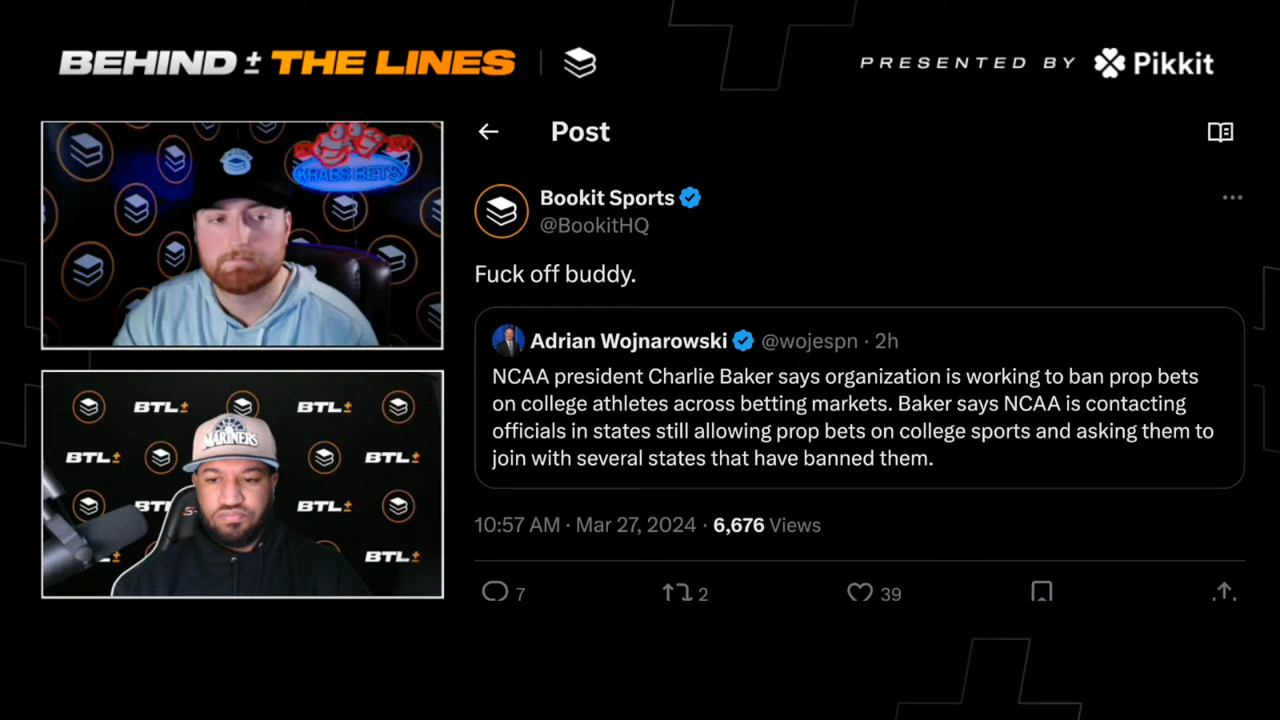 BEHIND ± THE LINES
PRESENTED BY Pikkit
KRABS BETS
← Post
Bookit Sports
@BookitHQ
Fuck off buddy.
Adrian Wojnarowski @wojespn · 2h
NCAA president Charlie Baker says organization is working to ban prop bets
on college athletes across betting markets. Baker says NCAA is contacting
officials in states still allowing prop bets on college sports and asking them to
join with several states that have banned them.
10:57 AM · Mar 27, 2024 · 6,676 Views
7 2 39
BTL± BTL±
MARINERS
BTL± BTL±
BTL±
BTL±